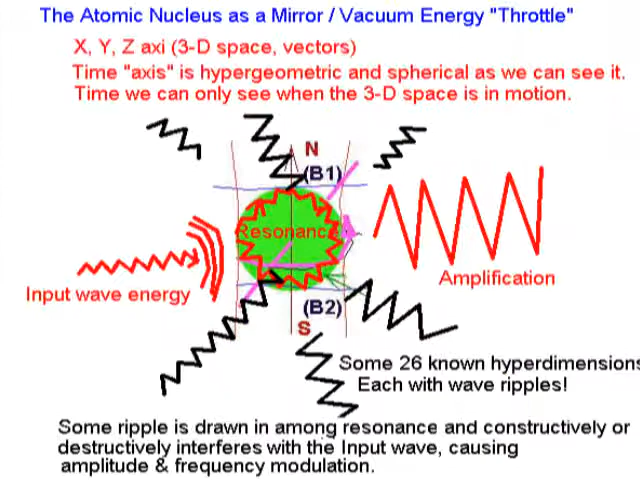 The Atomic Nucleus as a Mirror / Vacuum Energy "Throttle"
X, Y, Z axi (3-D space, vectors)
Time "axis" is hypergeometric and spherical as we can see it.
Time we can only see when the 3-D space is in motion.
N
(B1)
Resonance
Input wave energy
Amplification
(B2)
S
Some 26 known hyperdimensions
Each with wave ripples!
Some ripple is drawn in among resonance and constructively or
destructively interferes with the Input wave, causing
amplitude & frequency modulation.